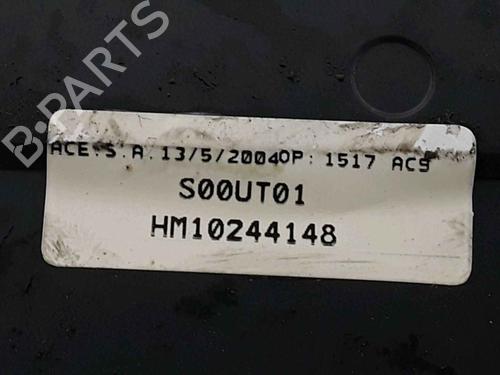 B-PARTS
ACE.S.A.13/5/2004OP: 1517 ACS
S00UT01
HM10244148